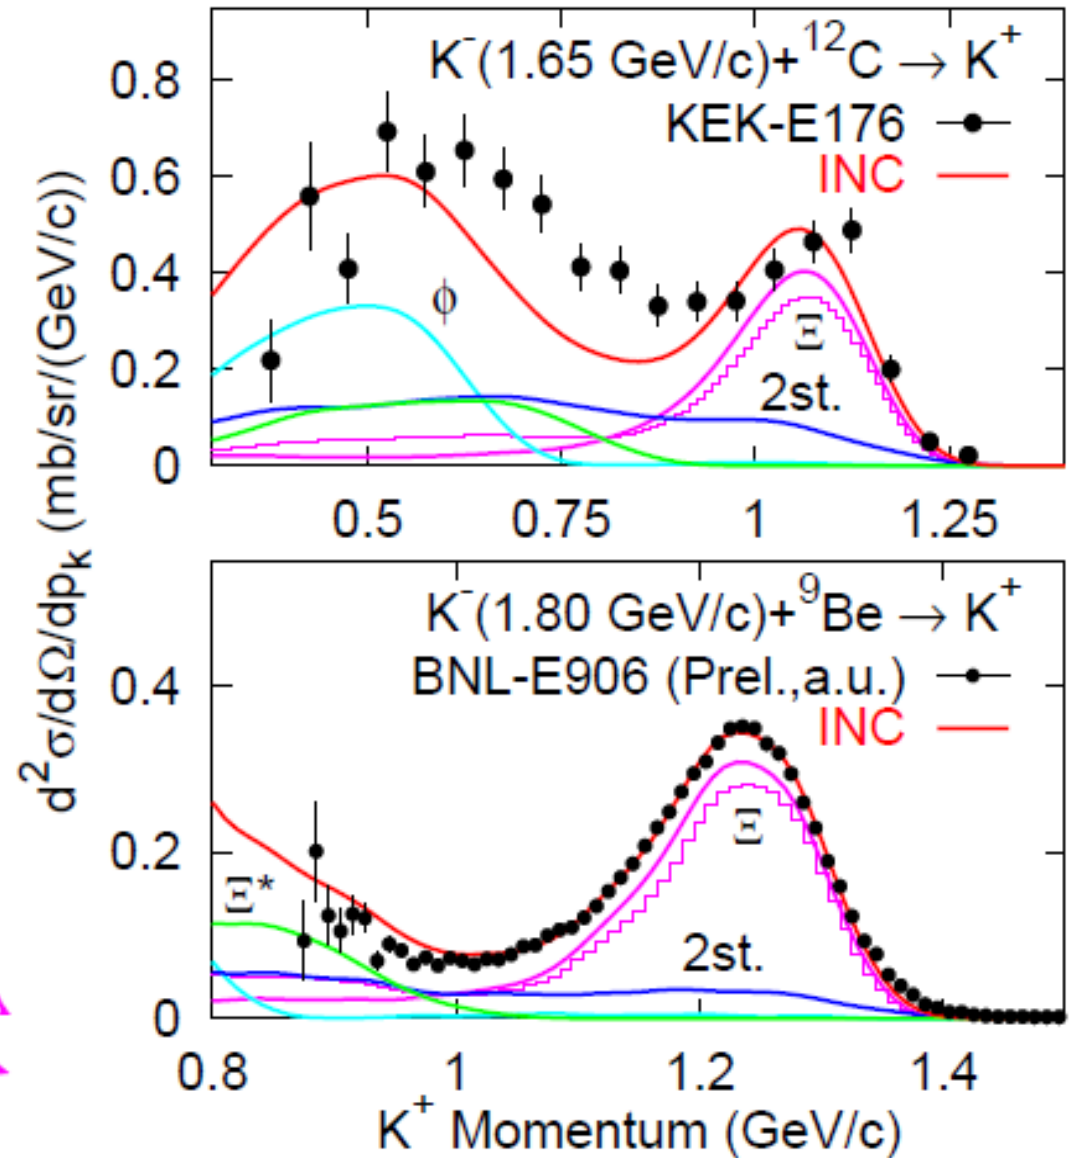 d²σ/dΩ/dpₖ (mb/sr/(GeV/c))
K⁻(1.65 GeV/c)+¹²C → K⁺
KEK-E176
INC
0.8
0.6
0.4
0.2
0
ϕ
Ξ
2st.
0.5 0.75 1 1.25
K⁻(1.80 GeV/c)+⁹Be → K⁺
BNL-E906 (Prel.,a.u.)
INC
0.4
0.2
0
Ξ*
Ξ
2st.
0.8 1 1.2 1.4
K⁺ Momentum (GeV/c)